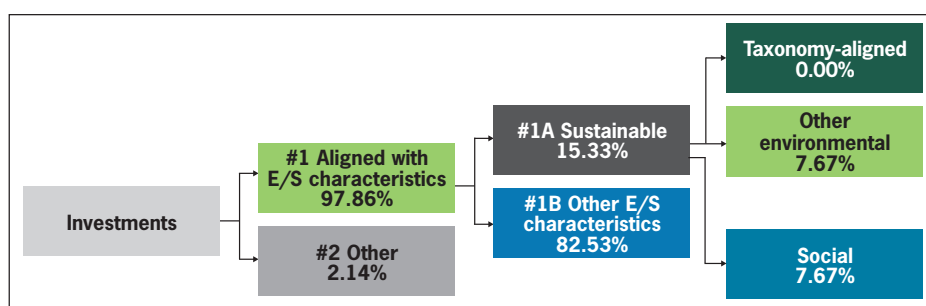 Investments
#1 Aligned with
E/S characteristics
97.86%
#2 Other
2.14%
#1A Sustainable
15.33%
#1B Other E/S
characteristics
82.53%
Taxonomy-aligned
0.00%
Other
environmental
7.67%
Social
7.67%